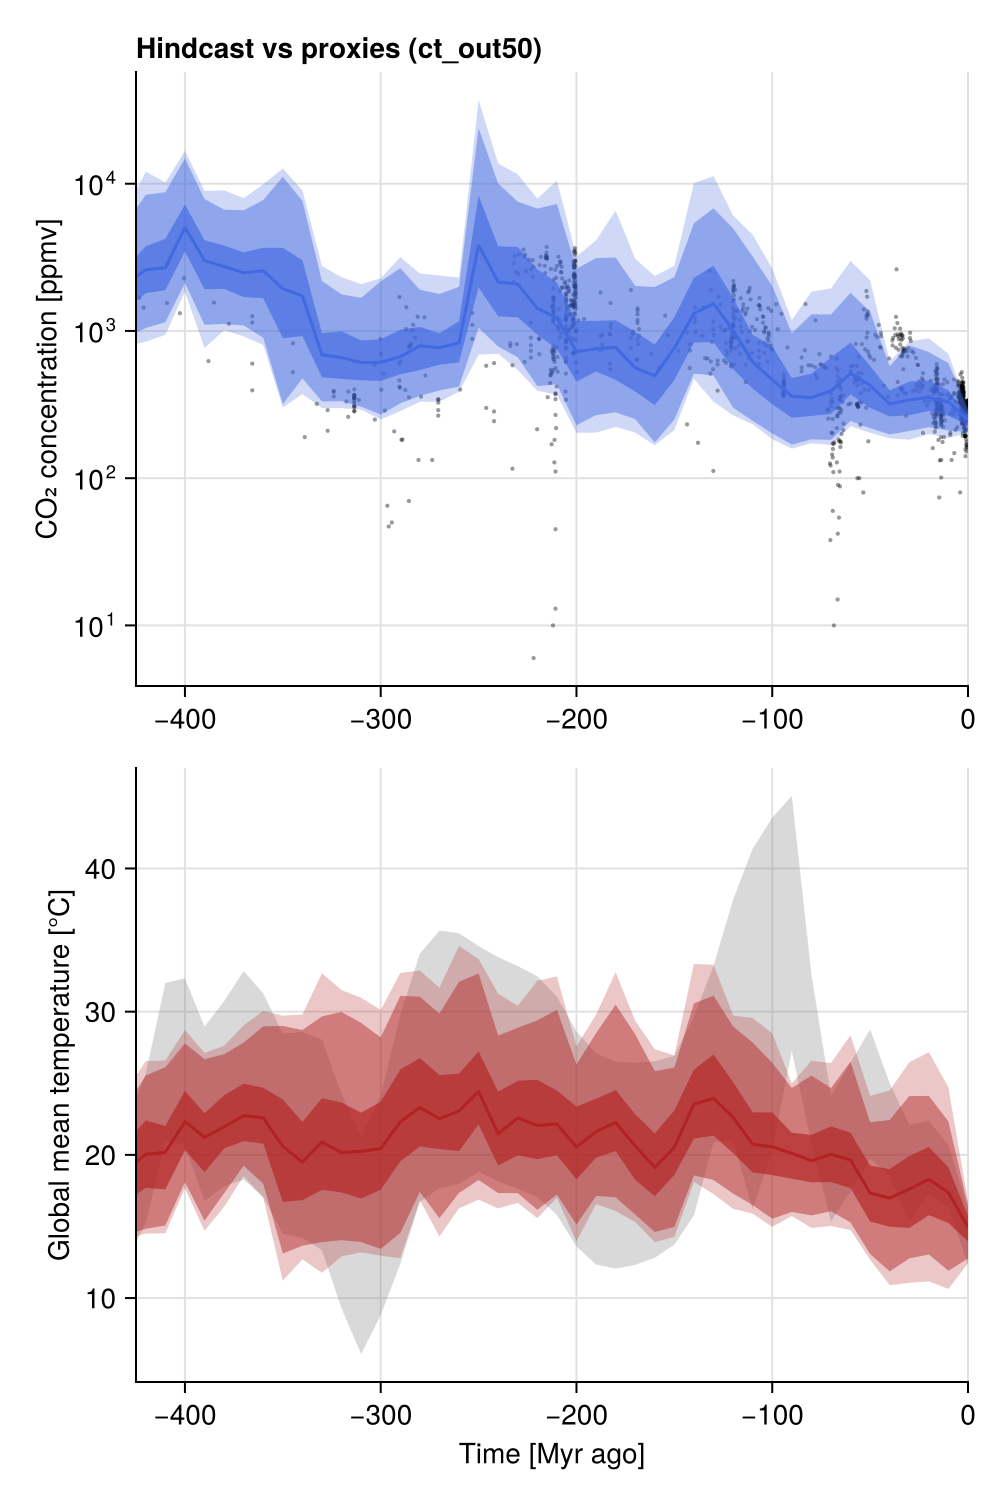 Hindcast vs proxies (ct_out50)
CO₂ concentration [ppmv]
10⁴
10³
10²
10¹
−400 −300 −200 −100 0
Global mean temperature [°C]
40
30
20
10
−400 −300 −200 −100 0
Time [Myr ago]